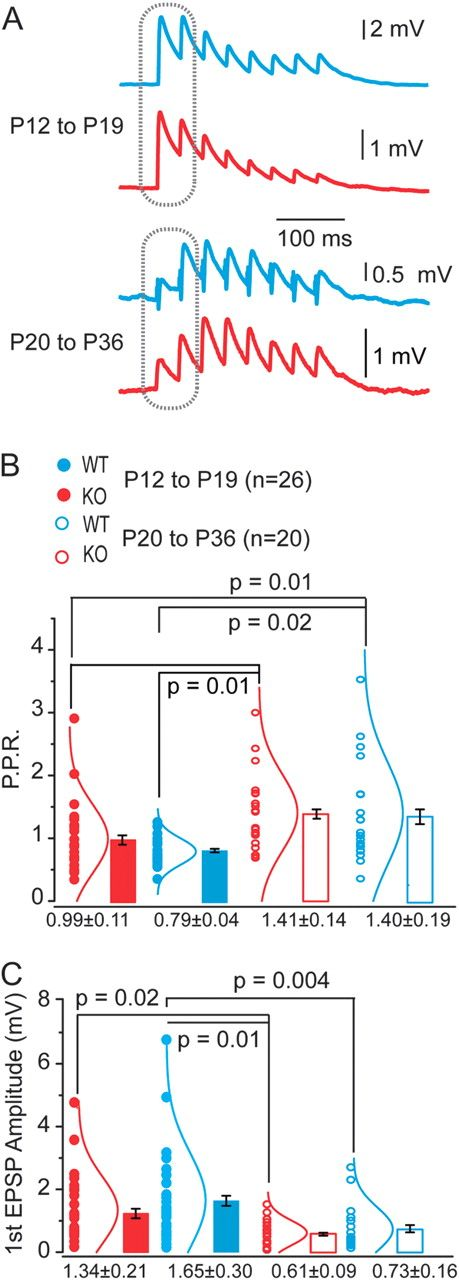 A
2 mV
P12 to P19
1 mV
100 ms
0.5 mV
P20 to P36
1 mV
B
WT
P12 to P19 (n=26)
KO
WT
P20 to P36 (n=20)
KO
p = 0.01
p = 0.02
p = 0.01
4
3
2
1
0
P.P.R.
0.99±0.11 0.79±0.04 1.41±0.14 1.40±0.19
C
p = 0.004
p = 0.02
p = 0.01
8
6
4
2
0
1st EPSP Amplitude (mV)
1.34±0.21 1.65±0.30 0.61±0.09 0.73±0.16